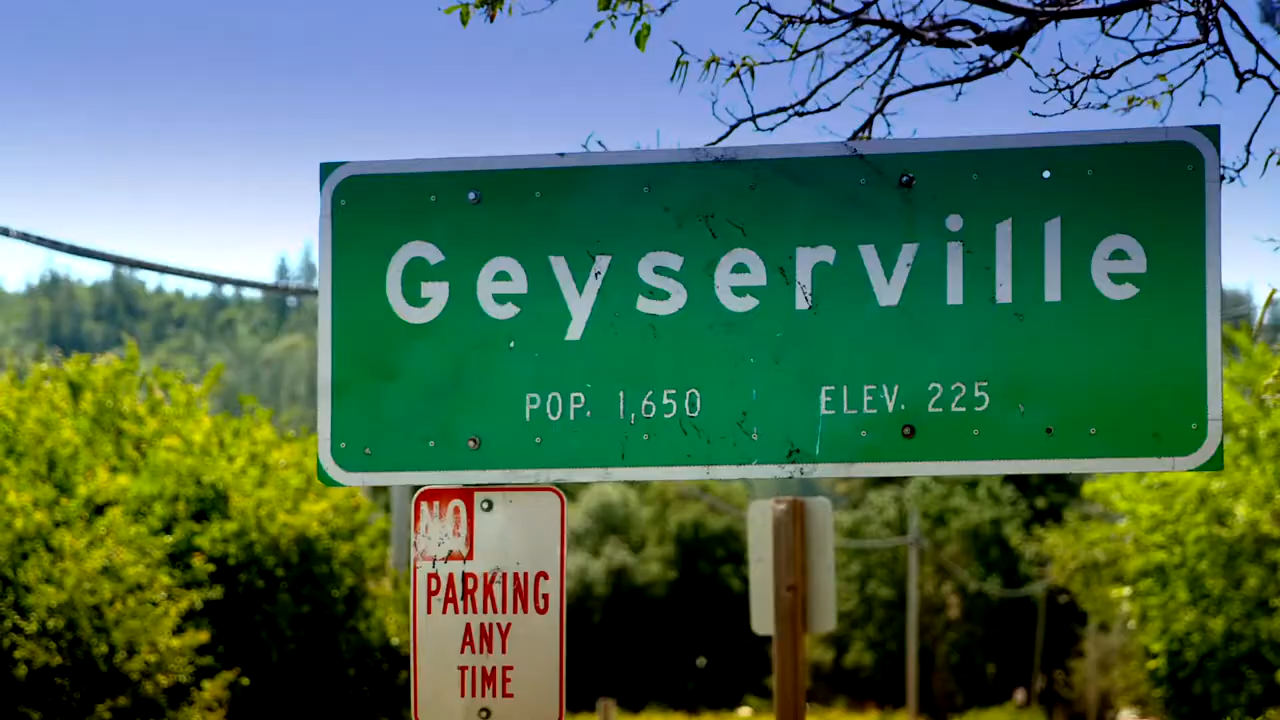 Geyserville
POP. 1,650 ELEV. 225
NO
PARKING
ANY
TIME